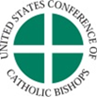 UNITED STATES CONFERENCE OF
CATHOLIC BISHOPS